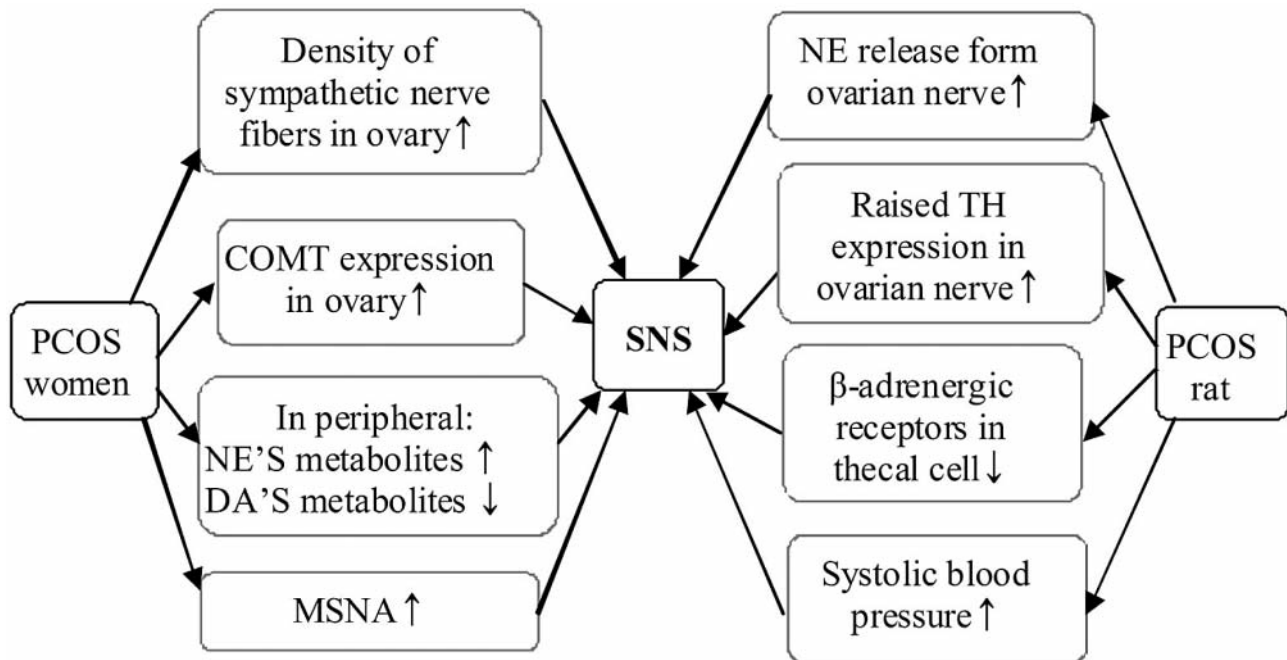 Density of
sympathetic nerve
fibers in ovary↑
COMT expression
in ovary↑
PCOS
women
In peripheral:
NE’S metabolites ↑
DA’S metabolites ↓
MSNA↑
SNS
NE release form
ovarian nerve↑
Raised TH
expression in
ovarian nerve↑
PCOS
rat
β-adrenergic
receptors in
thecal cell↓
Systolic blood
pressure↑